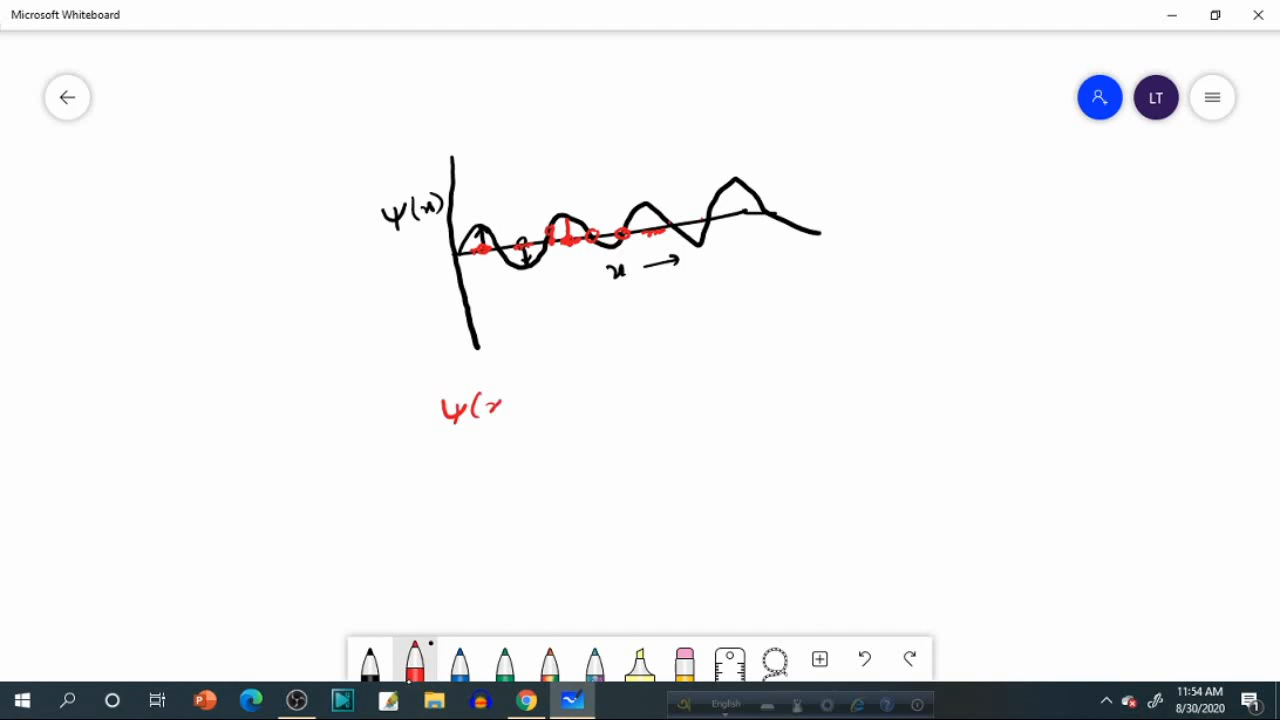 Microsoft Whiteboard
LT
ψ(x)
x →
ψ(x
English
11:54 AM
8/30/2020